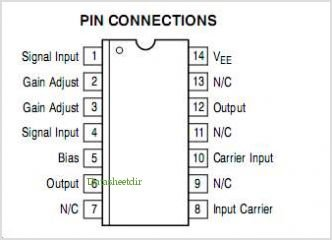 PIN CONNECTIONS
Signal Input 1
Gain Adjust 2
Gain Adjust 3
Signal Input 4
Bias 5
Output 6
N/C 7
14 VEE
13 N/C
12 Output
11 N/C
10 Carrier Input
9 N/C
8 Input Carrier
Datasheetdir